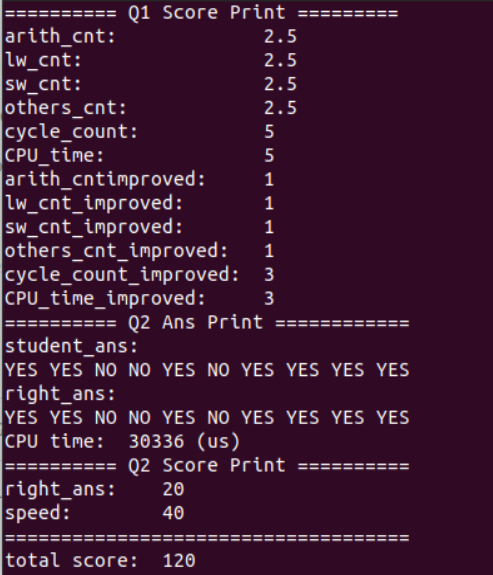 ========== Q1 Score Print =========
arith_cnt: 2.5
lw_cnt: 2.5
sw_cnt: 2.5
others_cnt: 2.5
cycle_count: 5
CPU_time: 5
arith_cntimproved: 1
lw_cnt_improved: 1
sw_cnt_improved: 1
others_cnt_improved: 1
cycle_count_improved: 3
CPU_time_improved: 3
========== Q2 Ans Print ============
student_ans:
YES YES NO NO YES NO YES YES YES YES
right_ans:
YES YES NO NO YES NO YES YES YES YES
CPU time: 30336 (us)
========== Q2 Score Print ==========
right_ans: 20
speed: 40
====================================
total score: 120